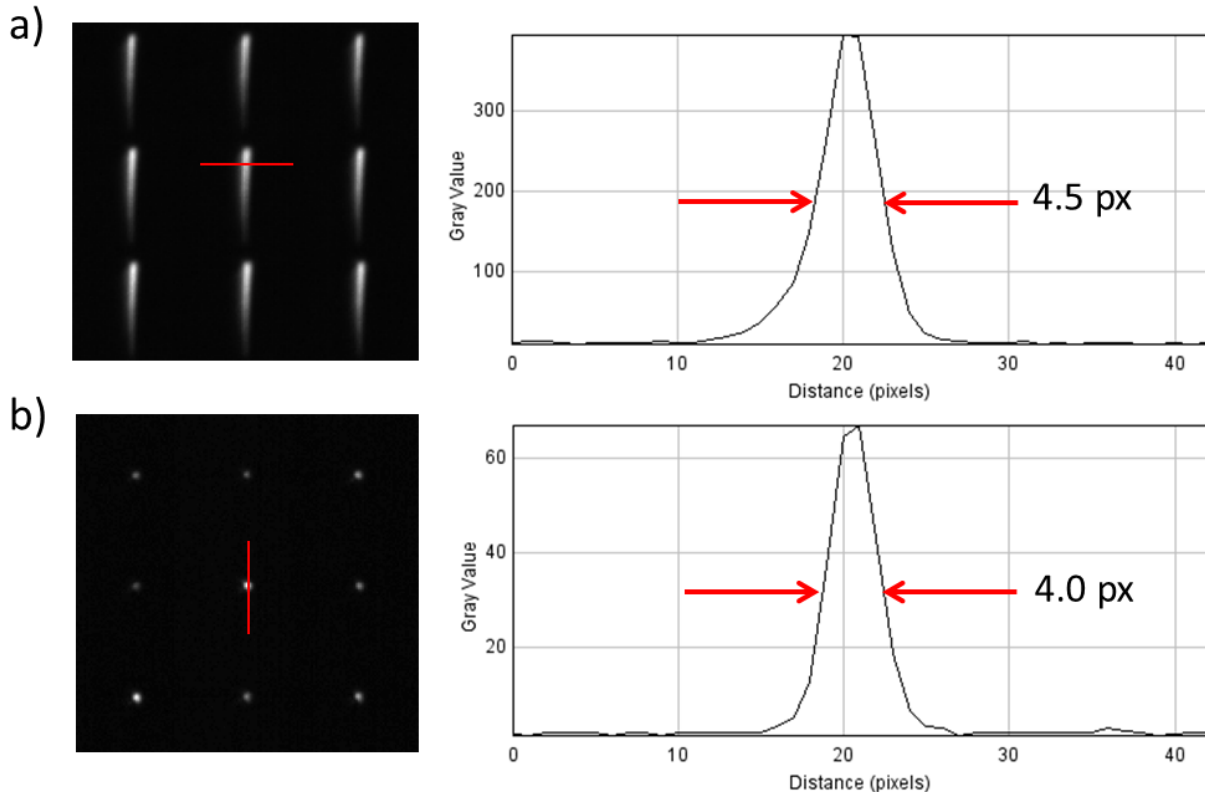 a)
300
200
100
Gray Value
4.5 px
0 10 20 30 40
Distance (pixels)
b)
60
40
20
Gray Value
4.0 px
0 10 20 30 40
Distance (pixels)